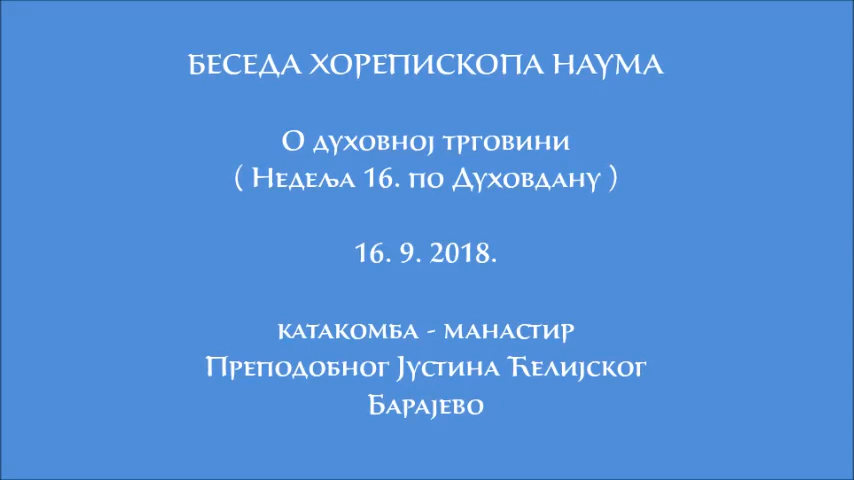 БЕСЕДА ХОРЕПИСКОПА НАУМА
О духовној трговини
( Недеља 16. по Духовдану )
16. 9. 2018.
катакомба - манастир
Преподобног Јустина Ћелијског
Барајево